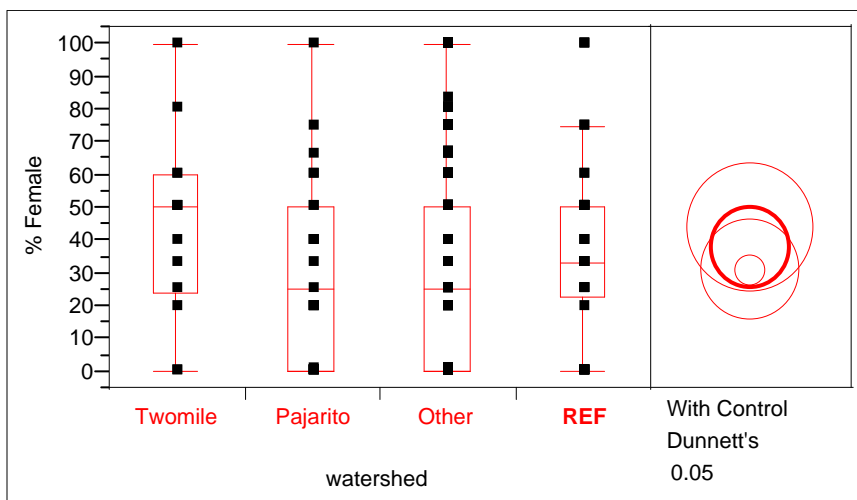 % Female
100
90
80
70
60
50
40
30
20
10
0
Twomile Pajarito Other REF
watershed
With Control
Dunnett's
0.05